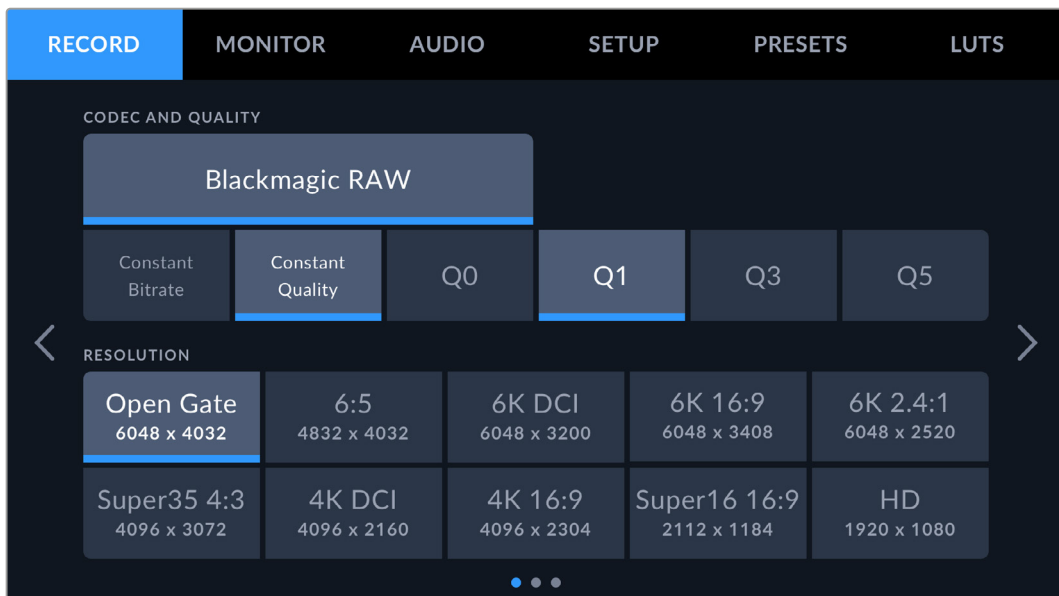 RECORD MONITOR AUDIO SETUP PRESETS LUTS
CODEC AND QUALITY
Blackmagic RAW
Constant Bitrate Constant Quality Q0 Q1 Q3 Q5
RESOLUTION
Open Gate 6:5 6K DCI 6K 16:9 6K 2.4:1
6048 x 4032 4832 x 4032 6048 x 3200 6048 x 3408 6048 x 2520
Super35 4:3 4K DCI 4K 16:9 Super16 16:9 HD
4096 x 3072 4096 x 2160 4096 x 2304 2112 x 1184 1920 x 1080